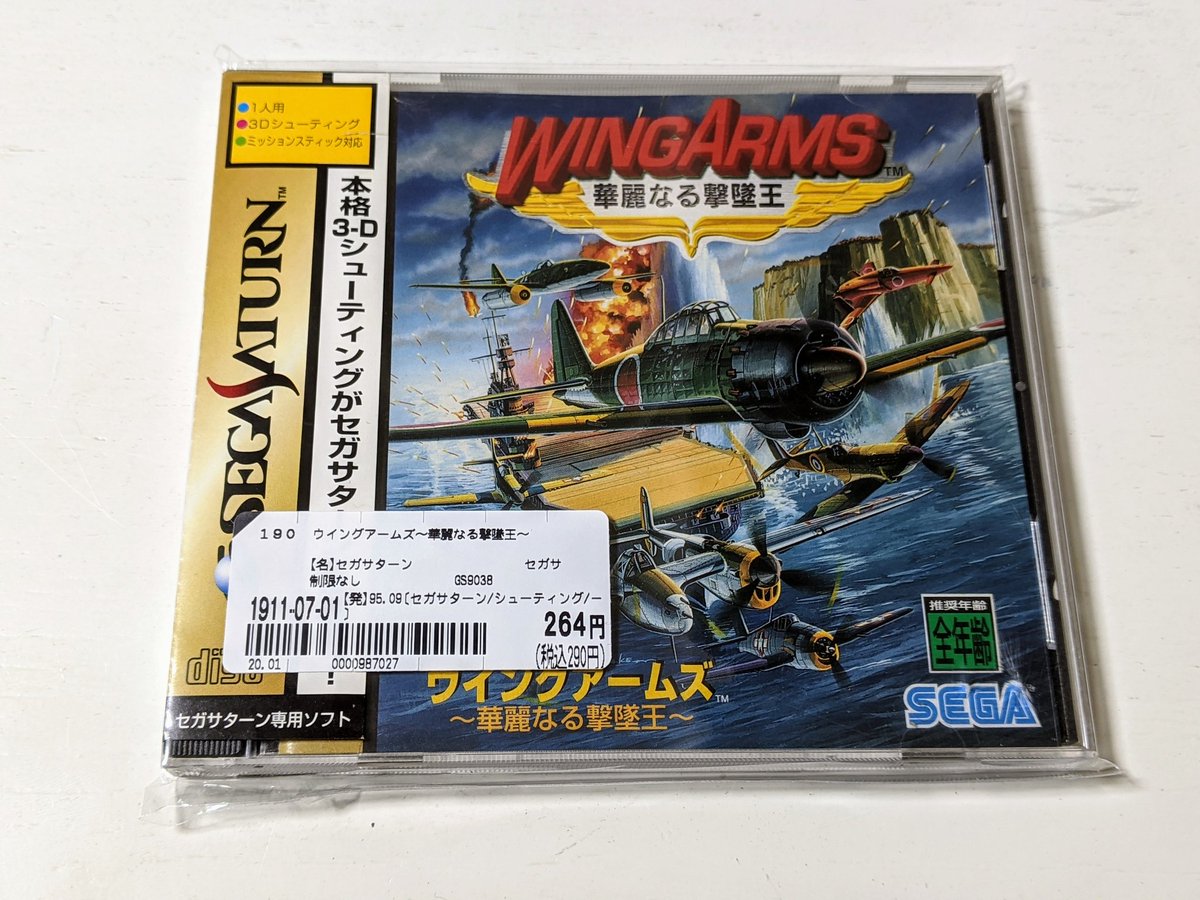 1人用
3Dシューティング
ミッションスティック対応
SEGA SATURN™
本格3-Dシューティングがセガサタ
!
WINGARMS™
華麗なる撃墜王
190 ウイングアームズ~華麗なる撃墜王~
【名】セガサターン セガサ
制限なし GS9038
1911-07-01 【発】95.09〔セガサターン/シューティング/ー
〕
264円
(税込290円)
20.01 0000987027
disc
セガサターン専用ソフト
ウイングアームズ™
~華麗なる撃墜王~
推奨年齢
全年齢
SEGA